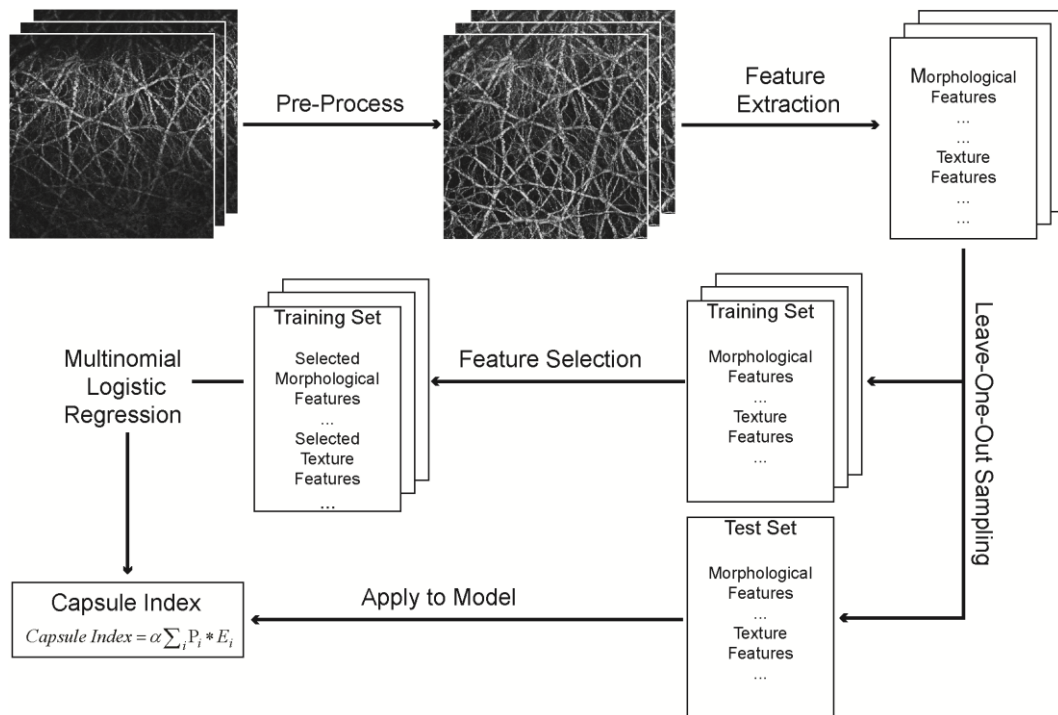 Pre-Process
Feature
Extraction
Morphological
Features
...
...
Texture
Features
...
...
Leave-One-Out Sampling
Training Set
Morphological
Features
...
Texture
Features
...
Feature Selection
Training Set
Selected
Morphological
Features
...
Selected
Texture
Features
...
Multinomial
Logistic
Regression
Test Set
Morphological
Features
...
Texture
Features
...
Apply to Model
Capsule Index
Capsule Index = α∑ᵢPᵢ * Eᵢ